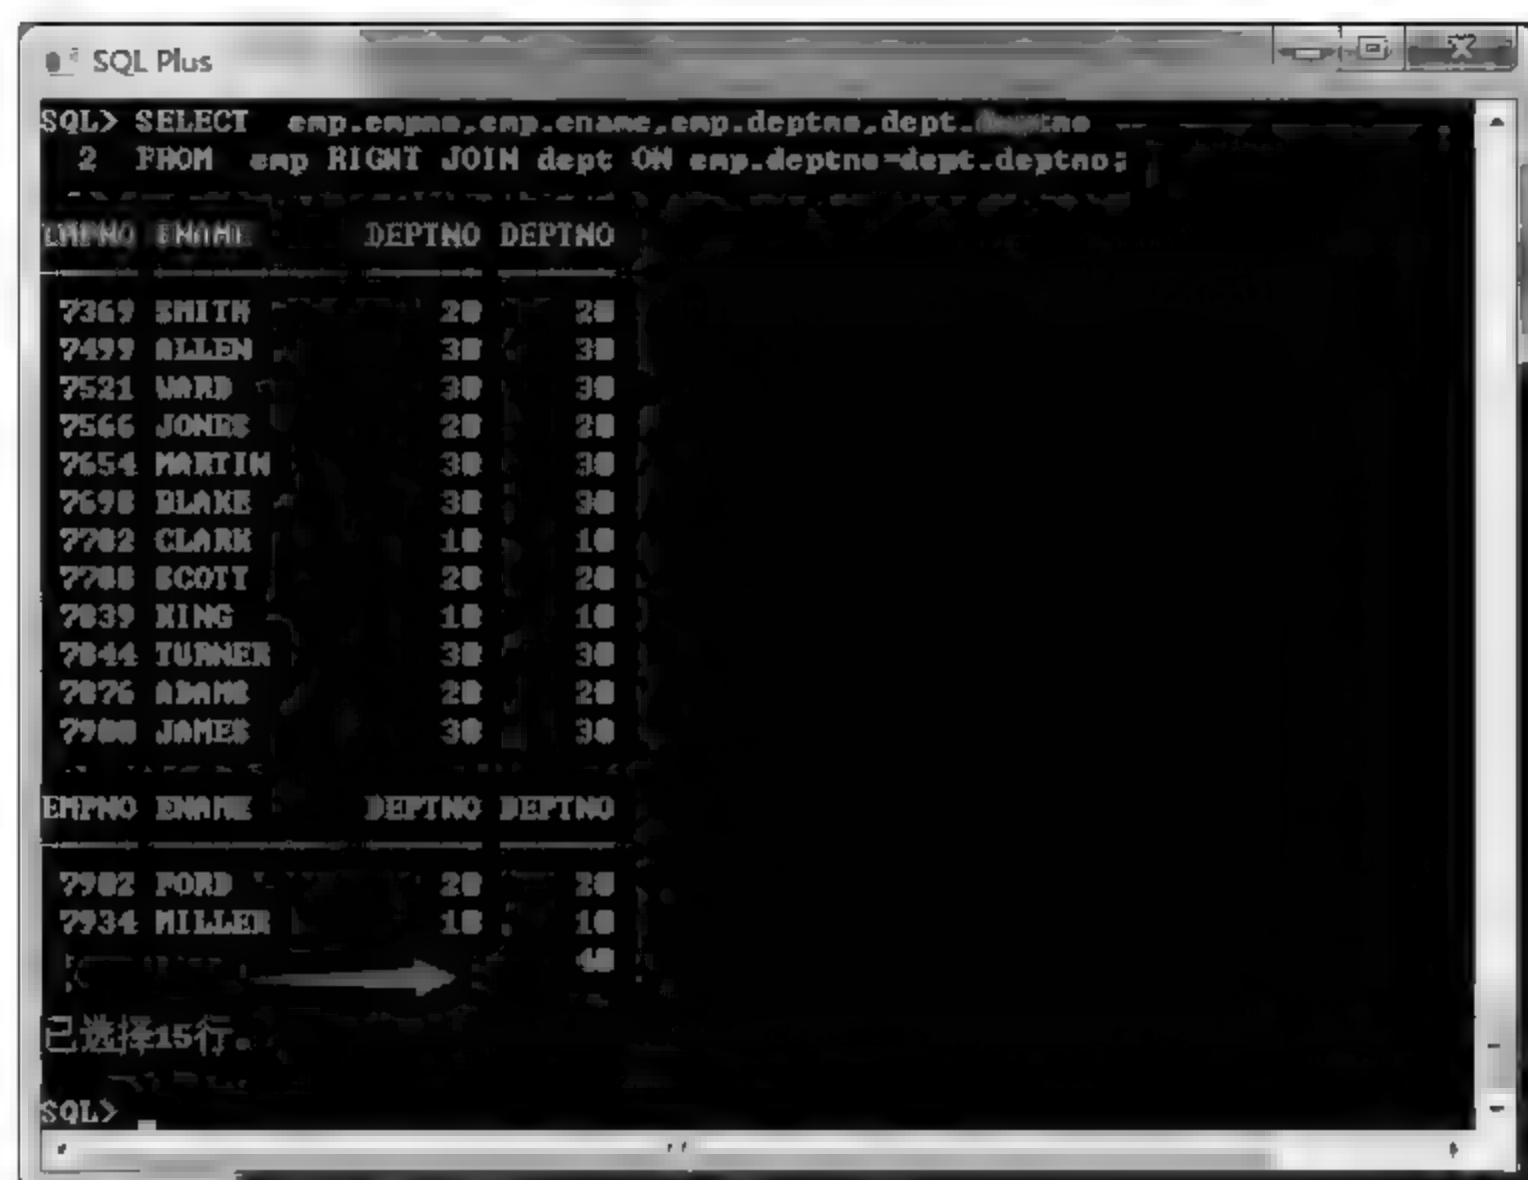 SQL Plus
SQL> SELECT emp.empno,emp.ename,emp.deptno,dept.deptno
2 FROM emp RIGHT JOIN dept ON emp.deptno=dept.deptno;
EMPNO ENAME DEPTNO DEPTNO
7369 SMITH 20 20
7499 ALLEN 30 30
7521 WARD 30 30
7566 JONES 20 20
7654 MARTIN 30 30
7698 BLAKE 30 30
7782 CLARK 10 10
7788 SCOTT 20 20
7839 KING 10 10
7844 TURNER 30 30
7876 ADAMS 20 20
7900 JAMES 30 30
EMPNO ENAME DEPTNO DEPTNO
7902 FORD 20 20
7934 MILLER 10 10
40
已选择15行。
SQL>